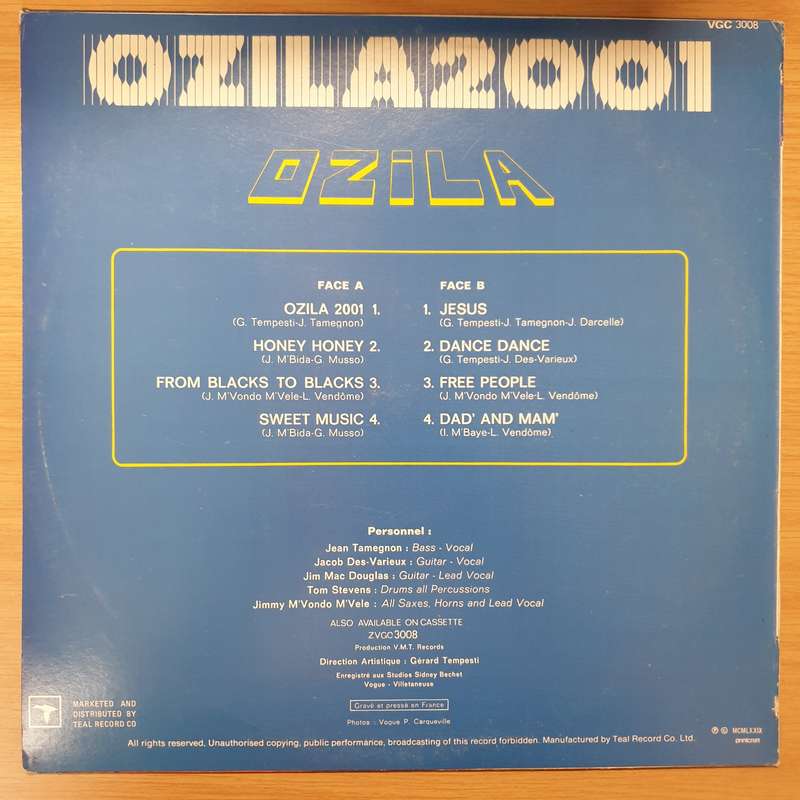 VGC 3008
OZILA2001
OZiLA
FACE A
OZILA 2001 1.
(G. Tempesti-J. Tamegnon)
HONEY HONEY 2.
(J. M'Bida-G. Musso)
FROM BLACKS TO BLACKS 3.
(J. M'Vondo M'Vele-L. Vendôme)
SWEET MUSIC 4.
(J. M'Bida-G. Musso)
FACE B
1. JESUS
(G. Tempesti-J. Tamegnon-J. Darcelle)
2. DANCE DANCE
(G. Tempesti-J. Des-Varieux)
3. FREE PEOPLE
(J. M'Vondo M'Vele-L. Vendôme)
4. DAD' AND MAM'
(I. M'Baye-L. Vendôme)
Personnel :
Jean Tamegnon : Bass - Vocal
Jacob Des-Varieux : Guitar - Vocal
Jim Mac Douglas : Guitar - Lead Vocal
Tom Stevens : Drums all Percussions
Jimmy M'Vondo M'Vele : All Saxes, Horns and Lead Vocal
ALSO AVAILABLE ON CASSETTE
ZVGC3008
Production V.M.T. Records
Direction Artistique : Gérard Tempesti
Enregistré aux Studios Sidney Bechet
Vogue - Villetaneuse
Gravé et pressé en France
Photos : Vogue P. Carqueville
MARKETED AND
DISTRIBUTED BY
TEAL RECORD CO
℗ © MCMLXXIX
All rights reserved. Unauthorised copying, public performance, broadcasting of this record forbidden. Manufactured by Teal Record Co. Ltd.